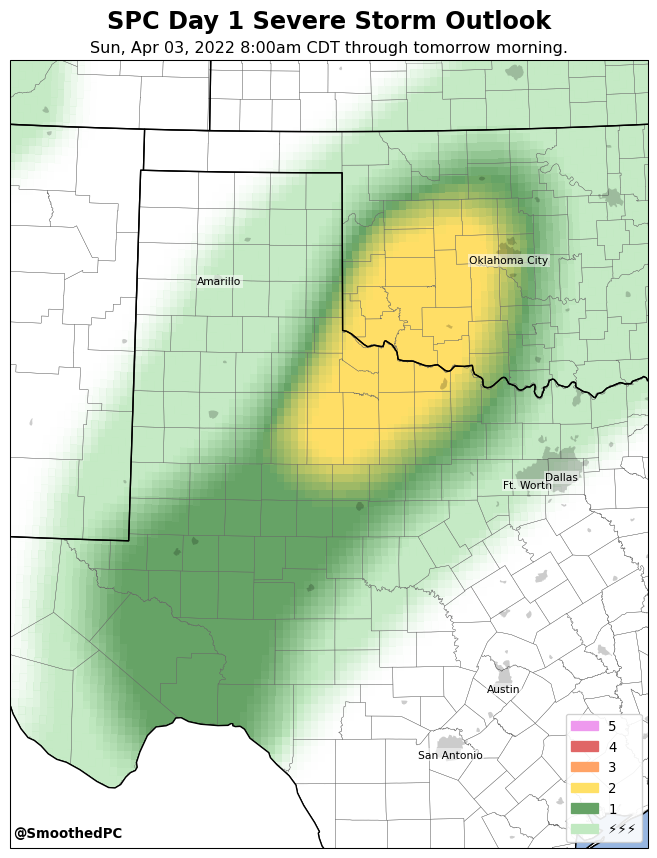 SPC Day 1 Severe Storm Outlook
Sun, Apr 03, 2022 8:00am CDT through tomorrow morning.
Oklahoma City
Amarillo
Dallas
Ft. Worth
Austin
San Antonio
5
4
3
2
1
⚡⚡⚡
@SmoothedPC